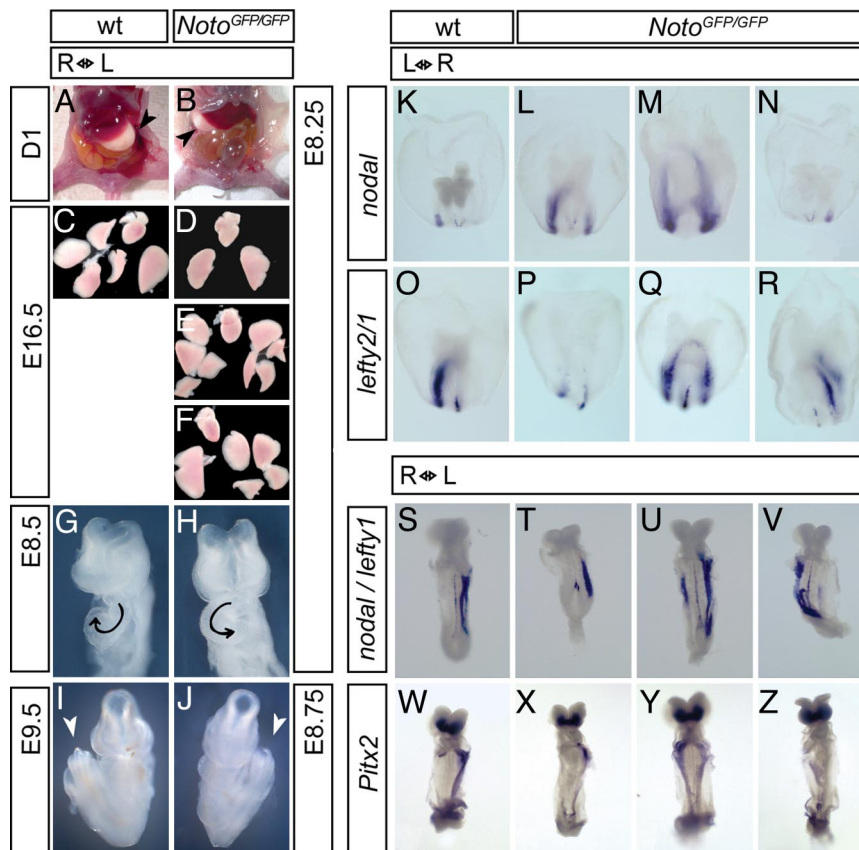 wt
Noto^GFP/GFP
R ⇔ L
D1
A
B
E16.5
C
D
E
F
E8.5
G
H
E9.5
I
J
E8.25
E8.75
wt
Noto^GFP/GFP
L ⇔ R
nodal
K
L
M
N
lefty2/1
O
P
Q
R
R ⇔ L
nodal / lefty1
S
T
U
V
Pitx2
W
X
Y
Z